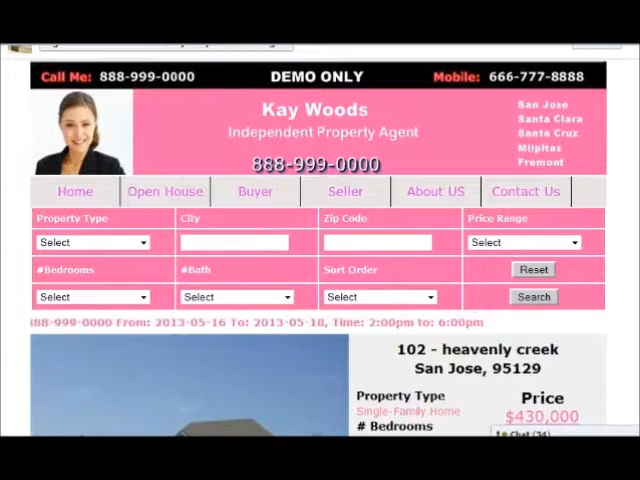 Call Me: 888-999-0000 DEMO ONLY Mobile: 666-777-8888
Kay Woods
Independent Property Agent
888-999-0000
San Jose
Santa Clara
Santa Cruz
Milpitas
Fremont
Home Open House Buyer Seller About US Contact Us
Property Type City Zip Code Price Range
Select Select
#Bedrooms #Bath Sort Order Reset
Select Select Select Search
888-999-0000 From: 2013-05-16 To: 2013-05-18, Time: 2:00pm to: 6:00pm
102 - heavenly creek
San Jose, 95129
Property Type
Single-Family Home
# Bedrooms
Price
$430,000
Chat (34)